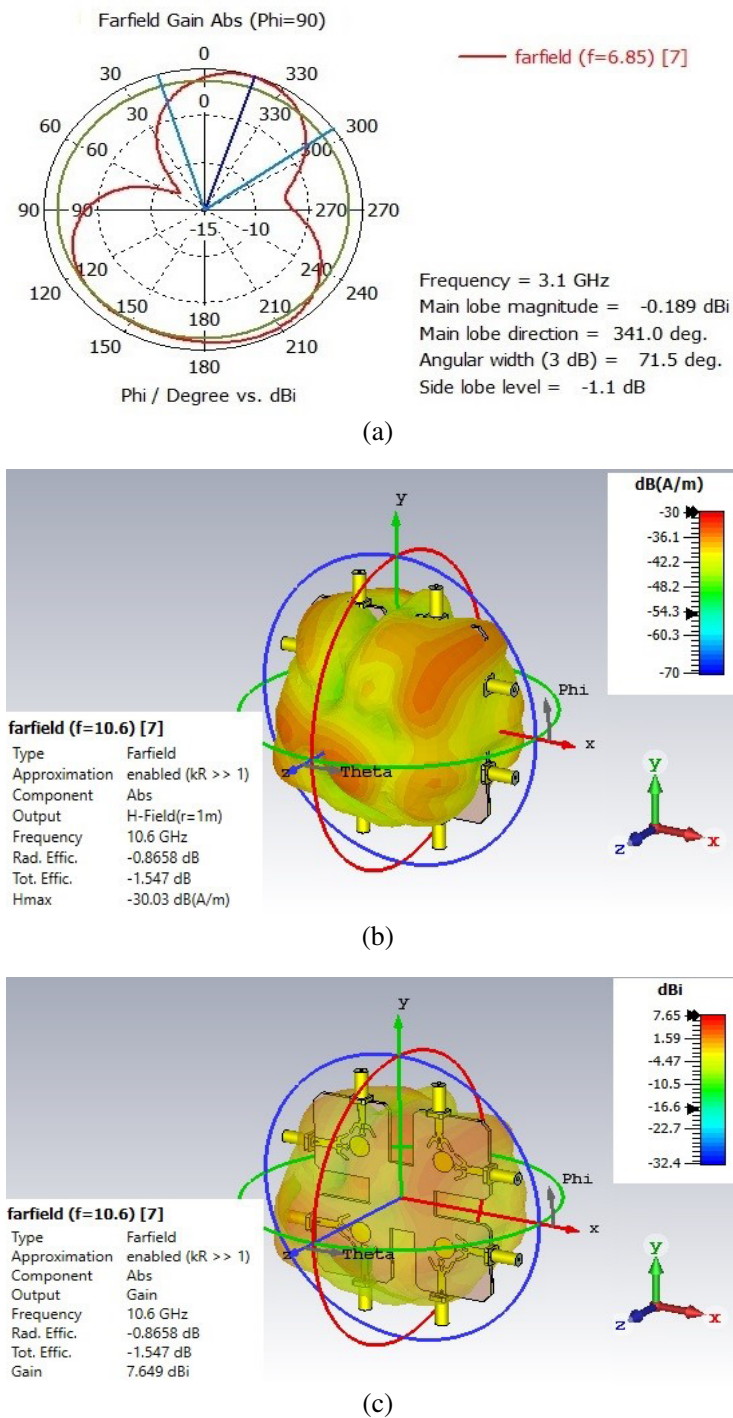 Farfield Gain Abs (Phi=90)
farfield (f=6.85) [7]
0
30 330
0
30 330
60 300
60 300
90 90 270 270
-15 -10
120 240
120 240
150 210
150 210
180
180
Phi / Degree vs. dBi
Frequency = 3.1 GHz
Main lobe magnitude = -0.189 dBi
Main lobe direction = 341.0 deg.
Angular width (3 dB) = 71.5 deg.
Side lobe level = -1.1 dB
(a)
dB(A/m)
-30
-36.1
-42.2
-48.2
-54.3
-60.3
-70
y
Phi
x
z
Theta
farfield (f=10.6) [7]
Type Farfield
Approximation enabled (kR >> 1)
Component Abs
Output H-Field(r=1m)
Frequency 10.6 GHz
Rad. Effic. -0.8658 dB
Tot. Effic. -1.547 dB
Hmax -30.03 dB(A/m)
y
z
x
(b)
dBi
7.65
1.59
-4.47
-10.5
-16.6
-22.7
-32.4
y
Phi
x
z
Theta
farfield (f=10.6) [7]
Type Farfield
Approximation enabled (kR >> 1)
Component Abs
Output Gain
Frequency 10.6 GHz
Rad. Effic. -0.8658 dB
Tot. Effic. -1.547 dB
Gain 7.649 dBi
y
z
x
(c)